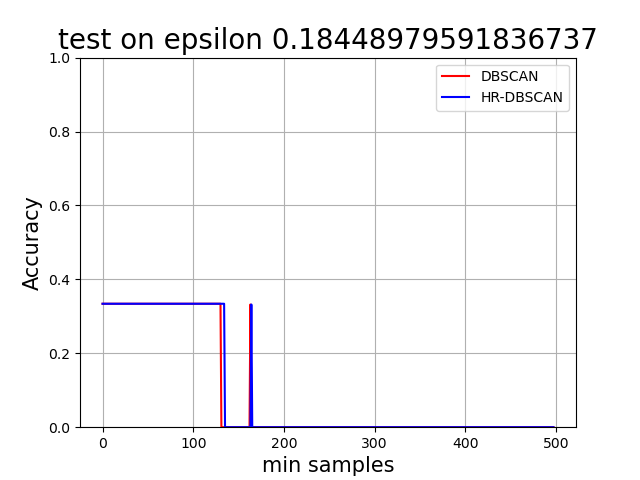 test on epsilon 0.18448979591836737
DBSCAN
HR-DBSCAN
1.0
0.8
0.6
0.4
0.2
0.0
Accuracy
0 100 200 300 400 500
min samples